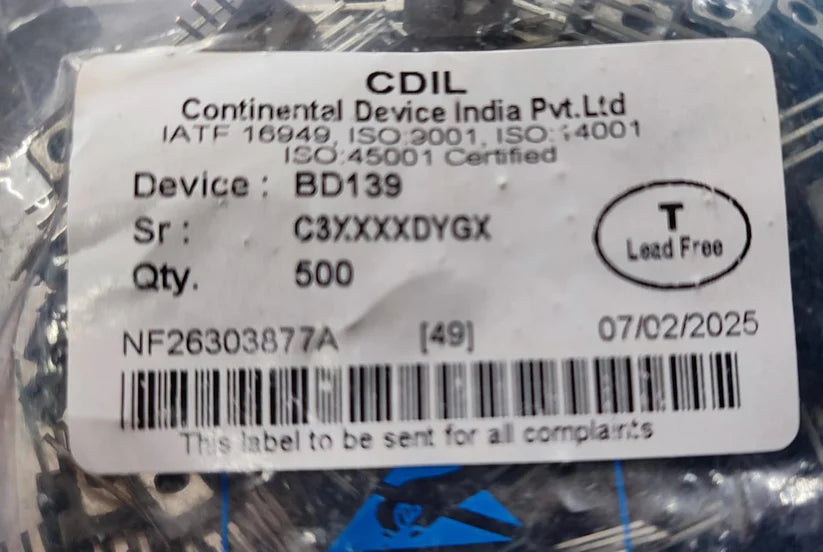 CDIL
Continental Device India Pvt.Ltd
IATF 16949, ISO:9001, ISO:14001
ISO:45001 Certified
Device : BD139
Sr : C3YXXXDYGX
Qty. 500
T
Lead Free
NF26303877A [49] 07/02/2025
This label to be sent for all complaints